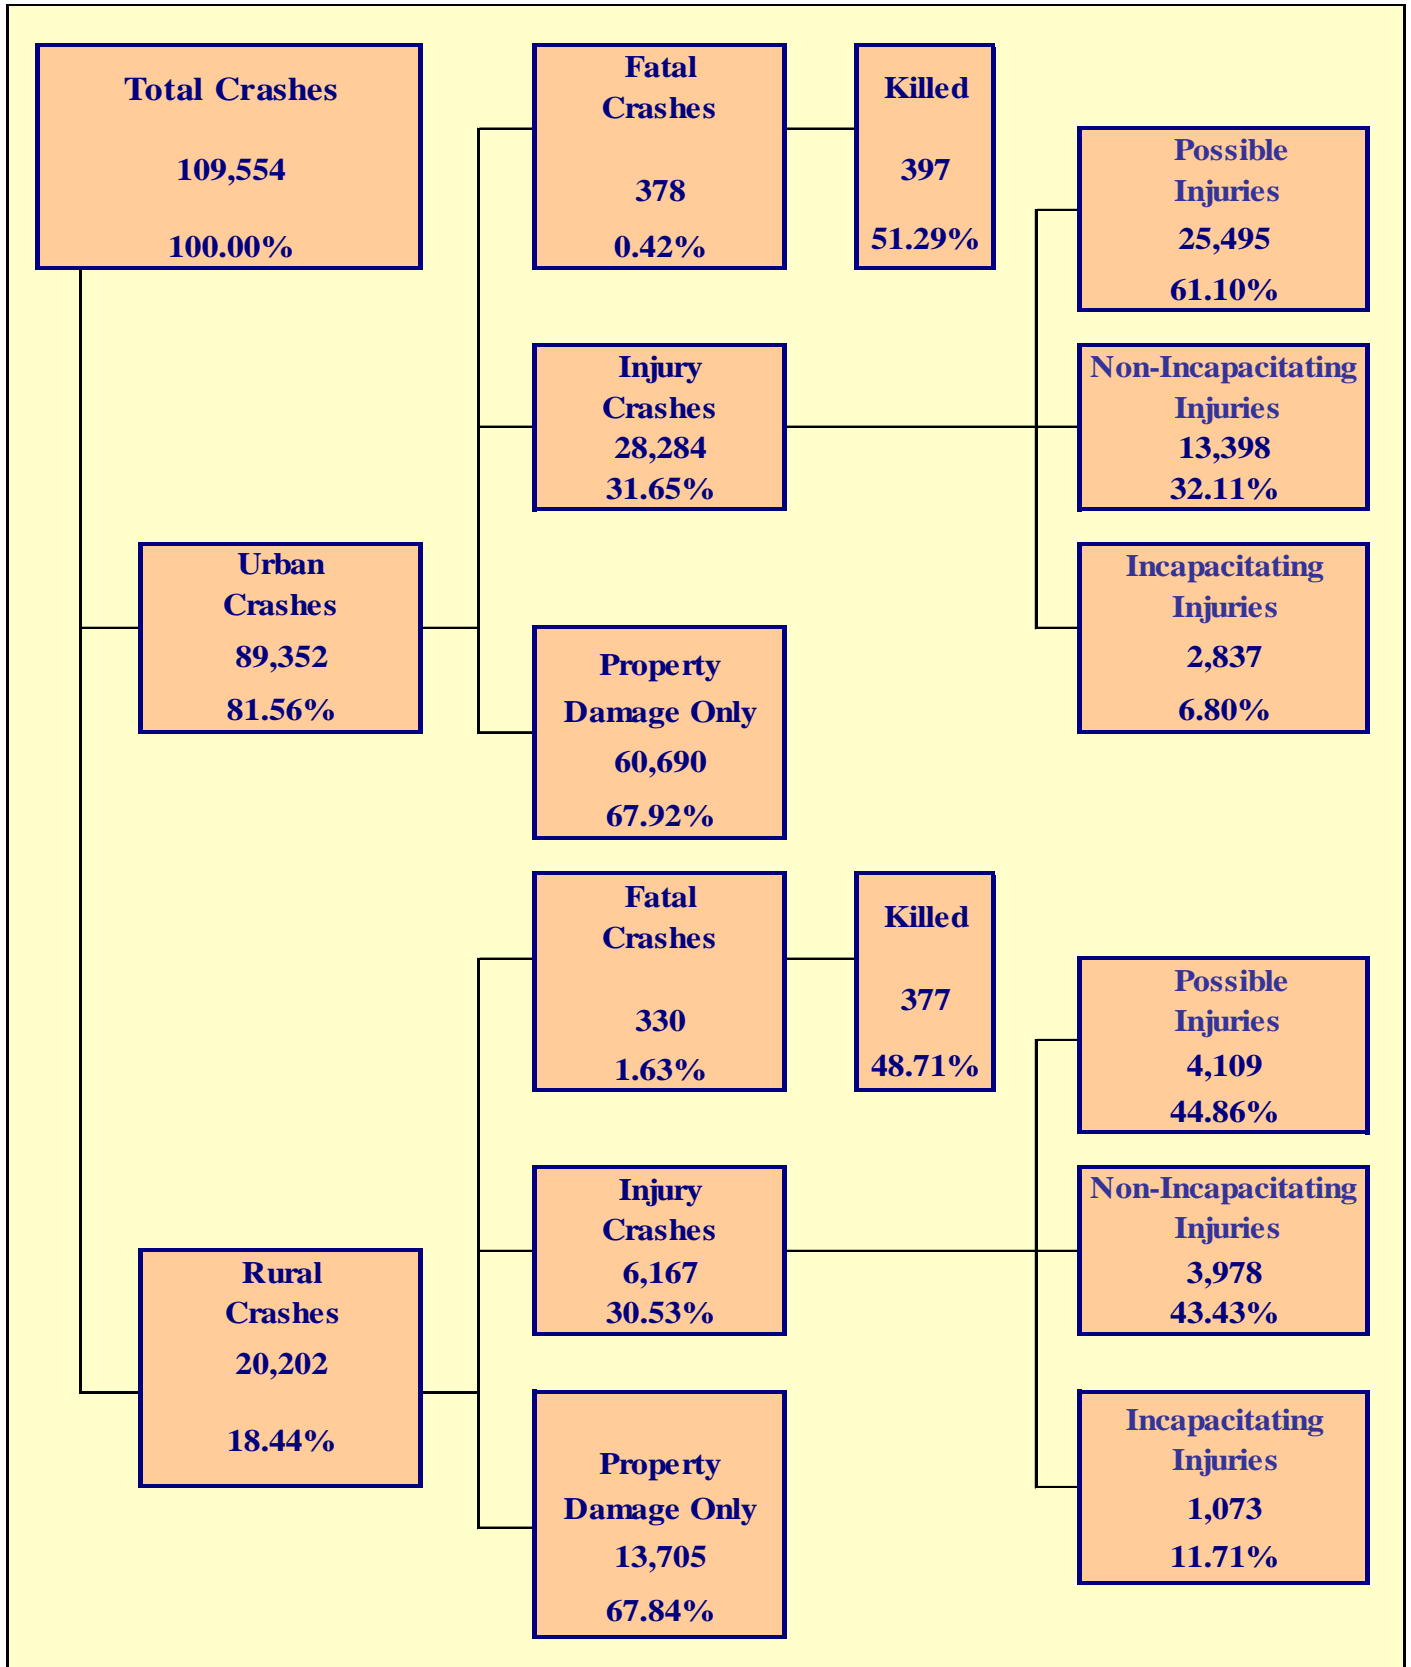 Total Crashes
109,554
100.00%
Urban
Crashes
89,352
81.56%
Fatal
Crashes
378
0.42%
Killed
397
51.29%
Injury
Crashes
28,284
31.65%
Possible
Injuries
25,495
61.10%
Non-Incapacitating
Injuries
13,398
32.11%
Incapacitating
Injuries
2,837
6.80%
Property
Damage Only
60,690
67.92%
Rural
Crashes
20,202
18.44%
Fatal
Crashes
330
1.63%
Killed
377
48.71%
Injury
Crashes
6,167
30.53%
Possible
Injuries
4,109
44.86%
Non-Incapacitating
Injuries
3,978
43.43%
Incapacitating
Injuries
1,073
11.71%
Property
Damage Only
13,705
67.84%